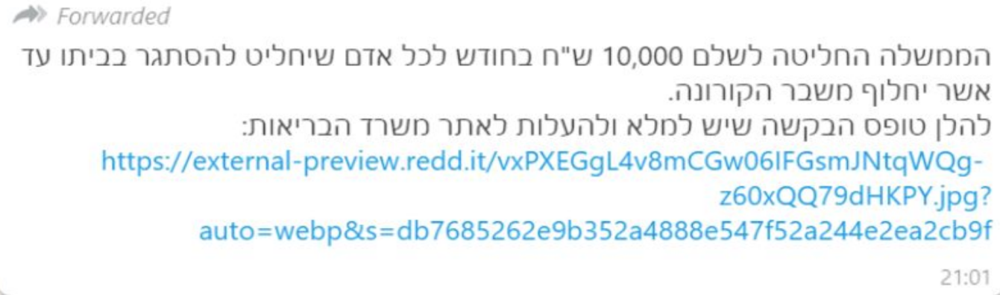 Forwarded
הממשלה החליטה לשלם 10,000 ש"ח בחודש לכל אדם שיחליט להסתגר בביתו עד
אשר יחלוף משבר הקורונה.
להלן טופס הבקשה שיש למלא ולהעלות לאתר משרד הבריאות:
https://external-preview.redd.it/vxPXEGgL4v8mCGw06IFGsmJNtqWQg-
z60xQQ79dHKPY.jpg?
auto=webp&s=db7685262e9b352a4888e547f52a244e2ea2cb9f
21:01